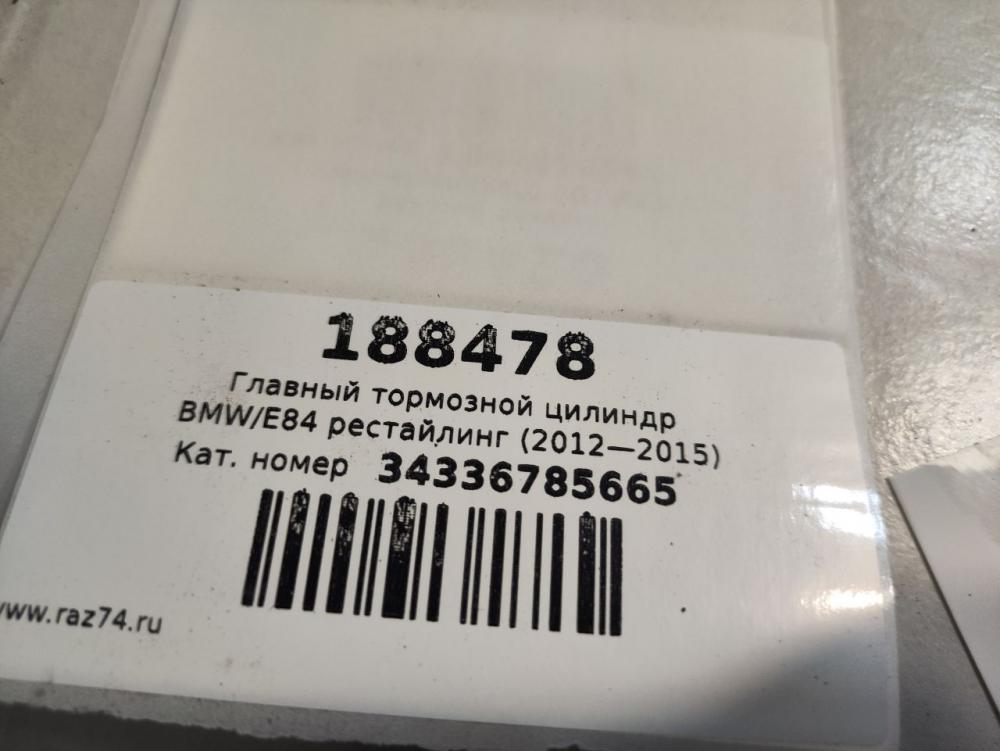 188478
Главный тормозной цилиндр
BMW/E84 рестайлинг (2012—2015)
Кат. номер 34336785665
www.raz74.ru